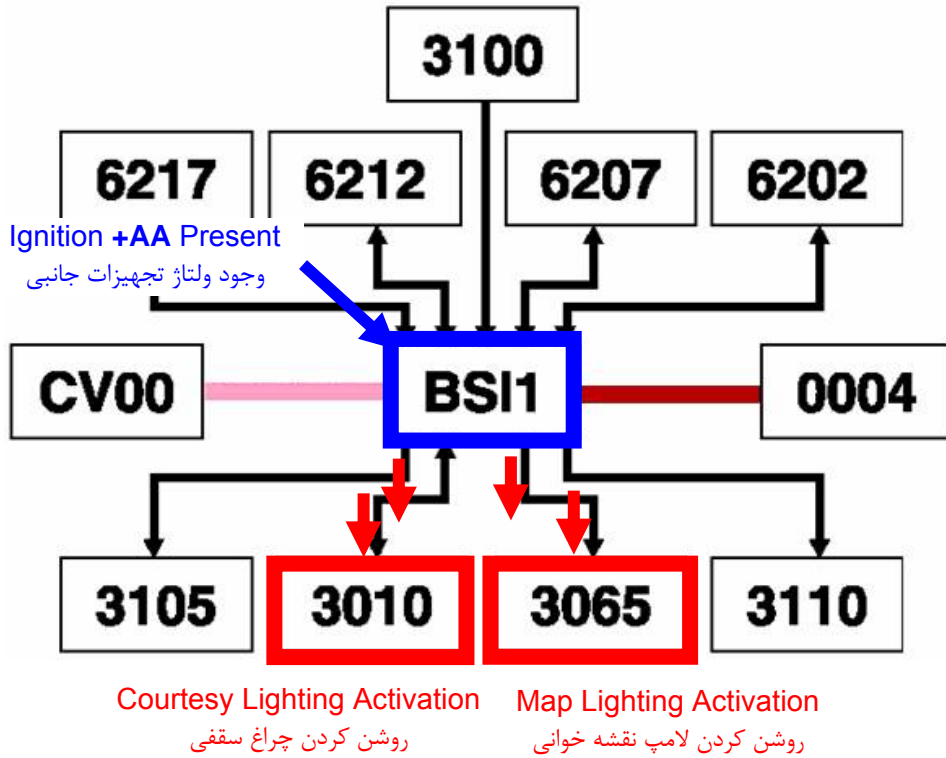 3100
6217
6212
6207
6202
Ignition +AA Present
وجود ولتاژ تجهیزات جانبی
CV00
BSI1
0004
3105
3010
3065
3110
Courtesy Lighting Activation
روشن کردن چراغ سقفی
Map Lighting Activation
روشن کردن لامپ نقشه خوانی